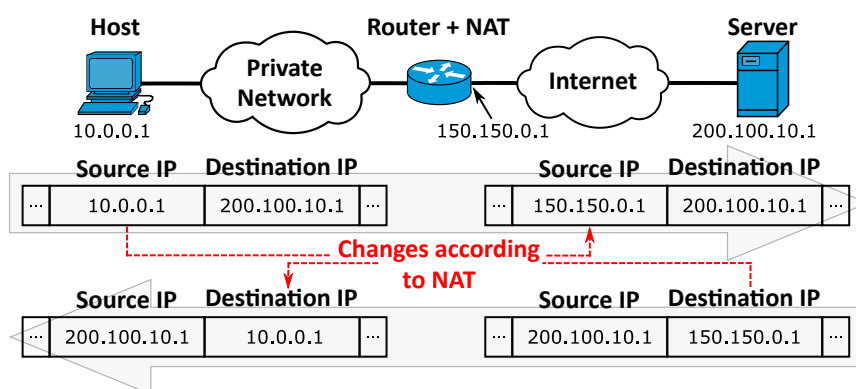 Host Router + NAT Server
Private Network Internet
10.0.0.1 150.150.0.1 200.100.10.1
Source IP Destination IP Source IP Destination IP
... 10.0.0.1 200.100.10.1 ... ... 150.150.0.1 200.100.10.1 ...
Changes according
to NAT
Source IP Destination IP Source IP Destination IP
... 200.100.10.1 10.0.0.1 ... ... 200.100.10.1 150.150.0.1 ...